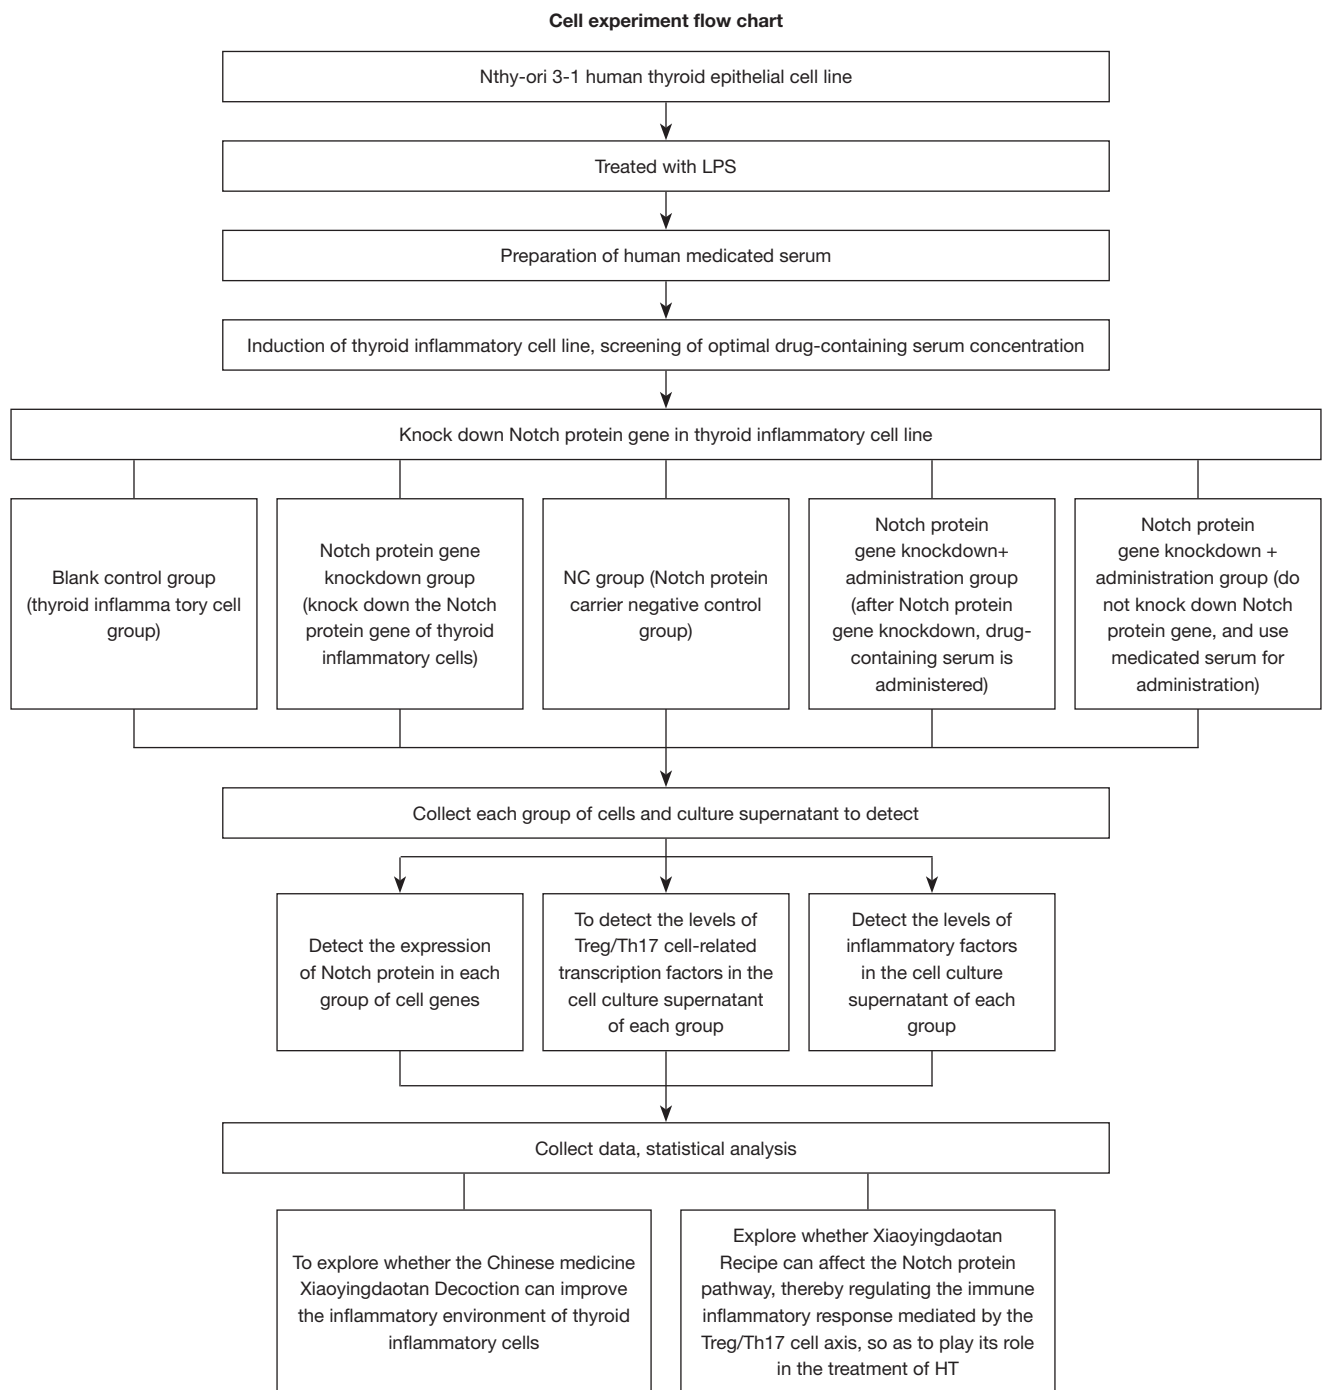 Cell experiment flow chart
Nthy-ori 3-1 human thyroid epithelial cell line
Treated with LPS
Preparation of human medicated serum
Induction of thyroid inflammatory cell line, screening of optimal drug-containing serum concentration
Knock down Notch protein gene in thyroid inflammatory cell line
Blank control group
(thyroid inflamma tory cell
group)
Notch protein gene
knockdown group
(knock down the Notch
protein gene of thyroid
inflammatory cells)
NC group (Notch protein
carrier negative control
group)
Notch protein
gene knockdown+
administration group
(after Notch protein
gene knockdown, drug-
containing serum is
administered)
Notch protein
gene knockdown +
administration group (do
not knock down Notch
protein gene, and use
medicated serum for
administration)
Collect each group of cells and culture supernatant to detect
Detect the expression
of Notch protein in each
group of cell genes
To detect the levels of
Treg/Th17 cell-related
transcription factors in the
cell culture supernatant
of each group
Detect the levels of
inflammatory factors
in the cell culture
supernatant of each
group
Collect data, statistical analysis
To explore whether the Chinese medicine
Xiaoyingdaotan Decoction can improve
the inflammatory environment of thyroid
inflammatory cells
Explore whether Xiaoyingdaotan
Recipe can affect the Notch protein
pathway, thereby regulating the immune
inflammatory response mediated by the
Treg/Th17 cell axis, so as to play its role
in the treatment of HT